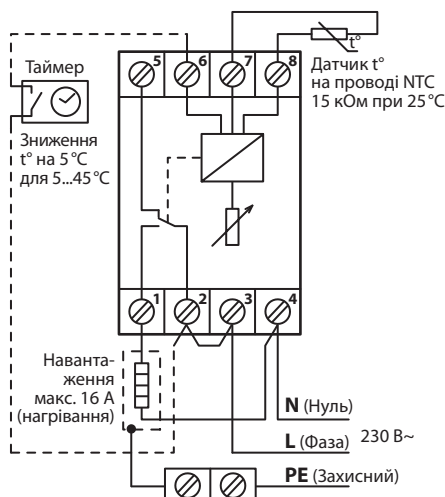 5 6 7 8
t°
Таймер
Датчик t°
на проводі NTC
15 кОм при 25 °C
Зниження
t° на 5 °C
для 5...45 °C
1 2 3 4
Наванта-
ження
макс. 16 А
(нагрівання)
N (Нуль)
L (Фаза) 230 В~
PE (Захисний)